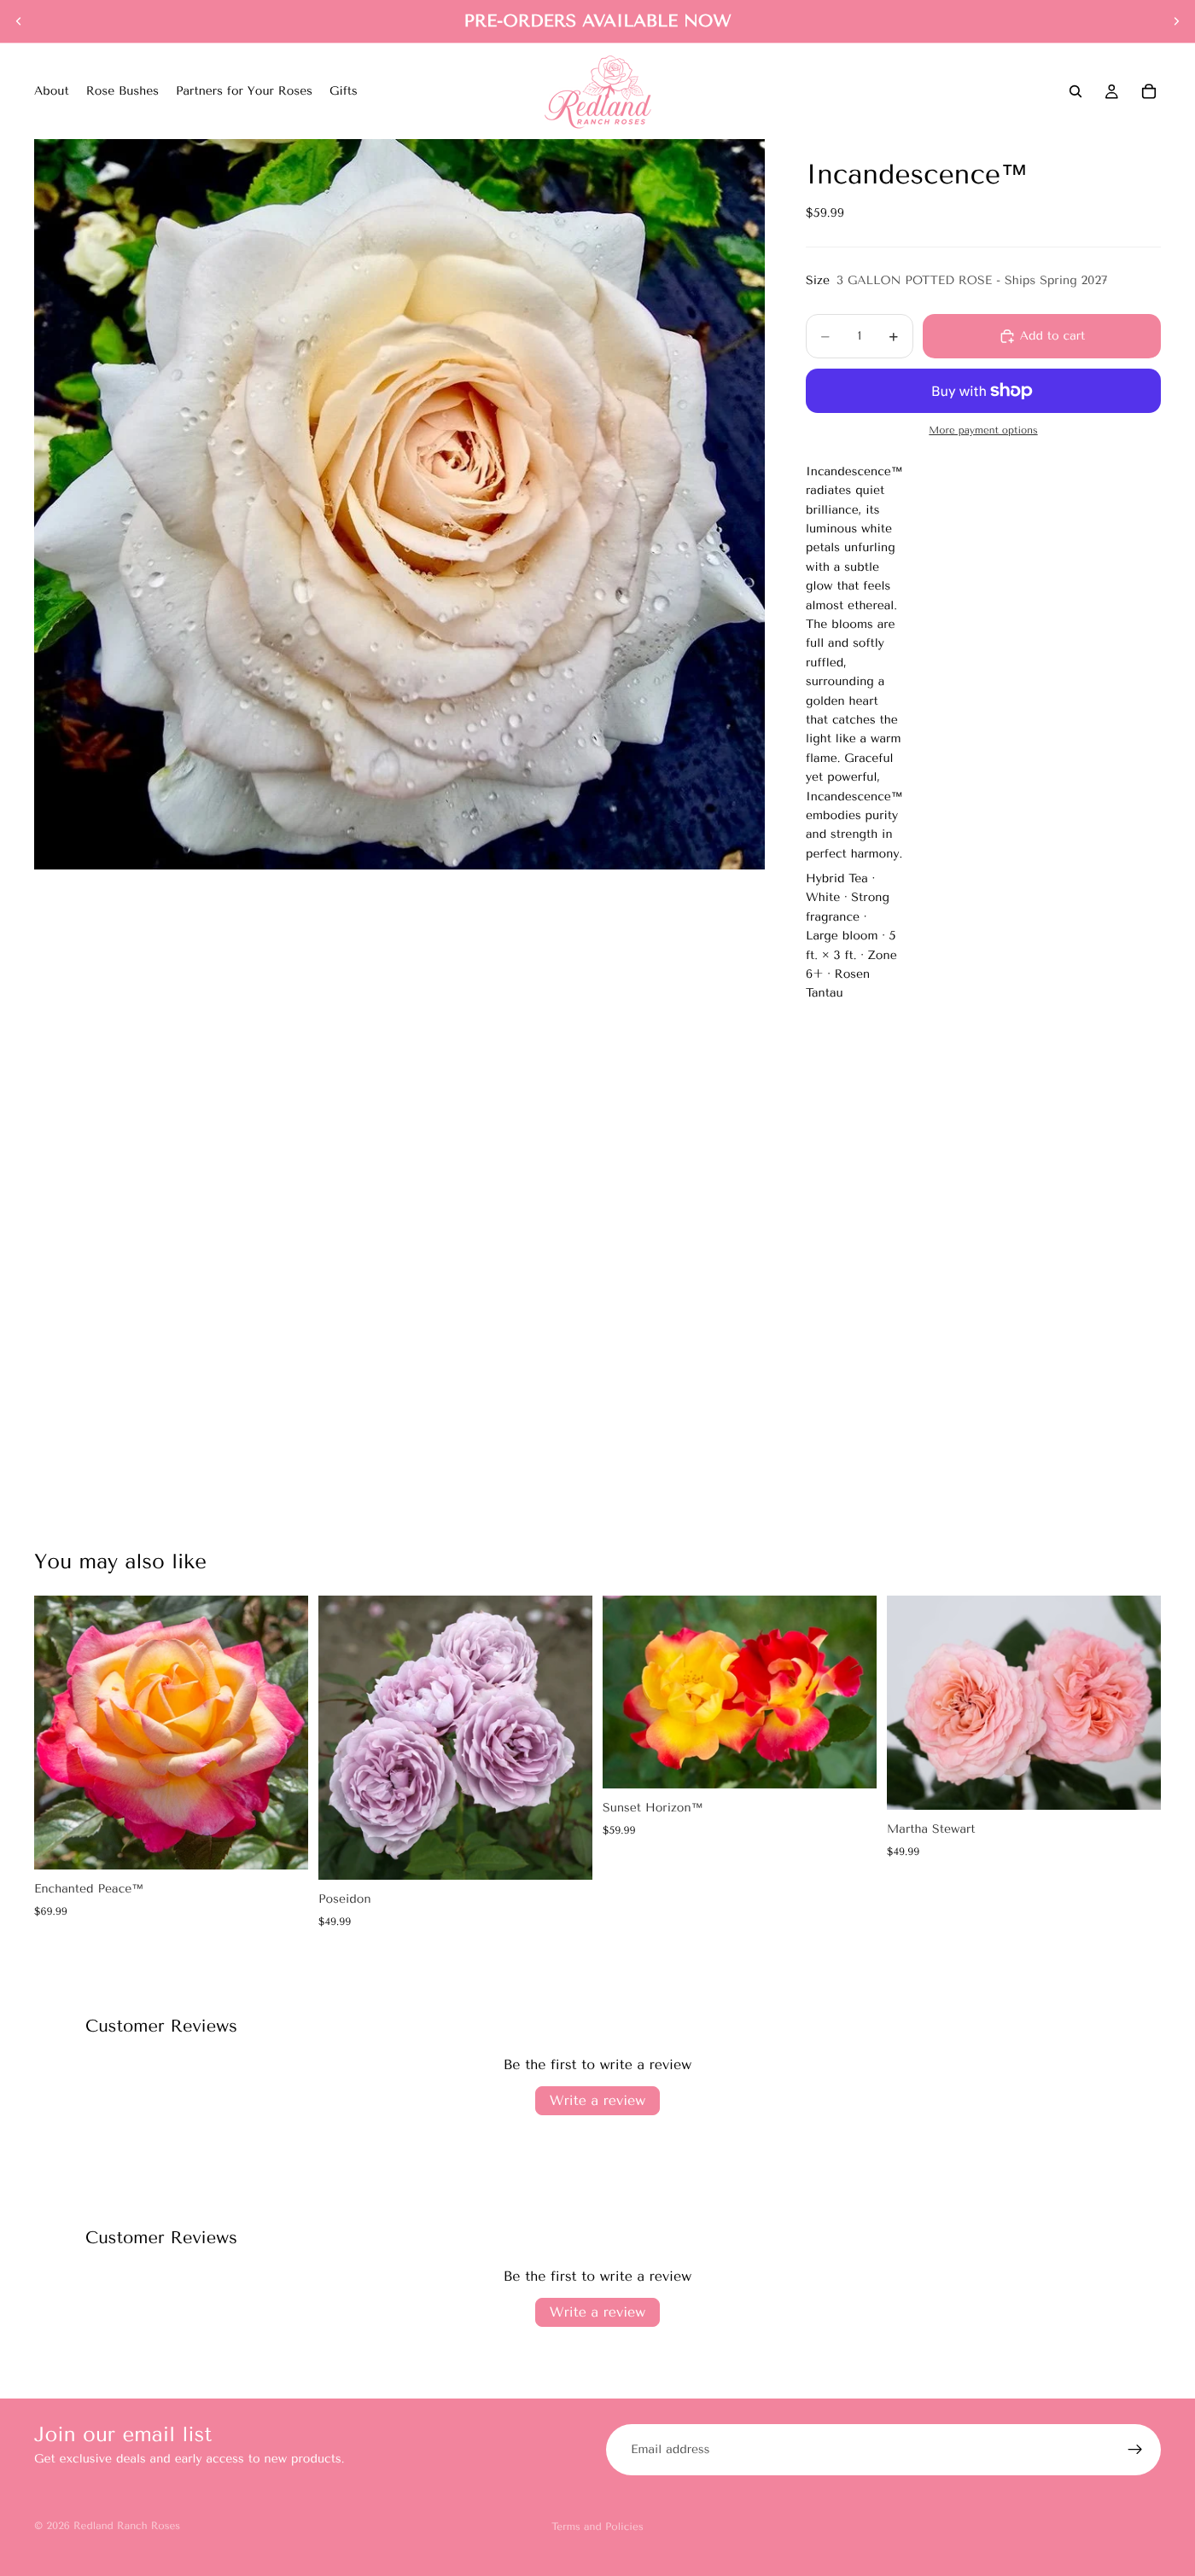 PRE-ORDERS AVAILABLE NOW
About
Rose Bushes
Partners for Your Roses
Gifts
Redland
RANCH ROSES
Incandescence™
$59.99
Size 3 GALLON POTTED ROSE - Ships Spring 2027
1
Add to cart
Buy with shop
More payment options
Incandescence™
radiates quiet
brilliance, its
luminous white
petals unfurling
with a subtle
glow that feels
almost ethereal.
The blooms are
full and softly
ruffled,
surrounding a
golden heart
that catches the
light like a warm
flame. Graceful
yet powerful,
Incandescence™
embodies purity
and strength in
perfect harmony.
Hybrid Tea ·
White · Strong
fragrance ·
Large bloom · 5
ft. × 3 ft. · Zone
6+ · Rosen
Tantau
You may also like
Enchanted Peace™
$69.99
Poseidon
$49.99
Sunset Horizon™
$59.99
Martha Stewart
$49.99
Customer Reviews
Be the first to write a review
Write a review
Customer Reviews
Be the first to write a review
Write a review
Join our email list
Get exclusive deals and early access to new products.
Email address
© 2026 Redland Ranch Roses
Terms and Policies